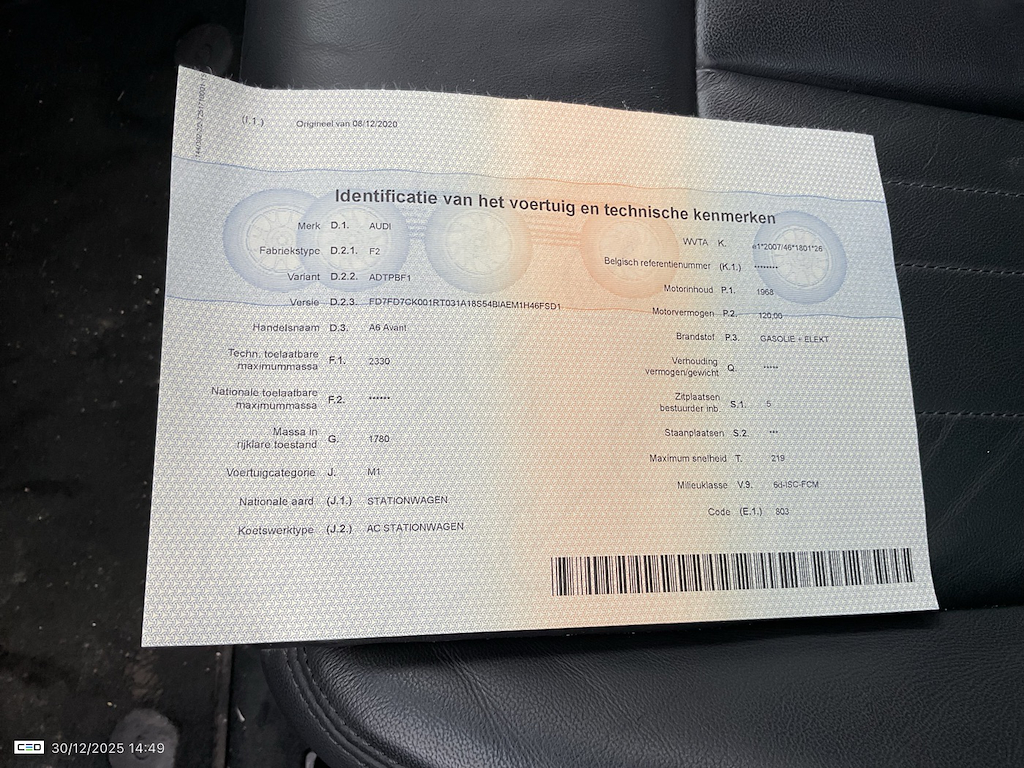 (I.1.) Origineel van 08/12/2020
Identificatie van het voertuig en technische kenmerken
Merk D.1. AUDI
Fabriekstype D.2.1. F2
Variant D.2.2. ADTPBF1
Versie D.2.3. FD7FD7CK001RT031A18S54BIAEM1H46FSD1
Handelsnaam D.3. A6 Avant
Techn. toelaatbare
maximummassa F.1. 2330
Nationale toelaatbare
maximummassa F.2. ******
Massa in
rijklare toestand G. 1780
Voertuigcategorie J. M1
Nationale aard (J.1.) STATIONWAGEN
Koetswerktype (J.2.) AC STATIONWAGEN
WVTA K. e1*2007/46*1801*26
Belgisch referentienummer (K.1.) ********
Motorinhoud P.1. 1968
Motorvermogen P.2. 120,00
Brandstof P.3. GASOLIE + ELEKT
Verhouding
vermogen/gewicht Q. *****
Zitplaatsen
bestuurder inb. S.1. 5
Staanplaatsen S.2. ***
Maximum snelheid T. 219
Milieuklasse V.9. 6d-ISC-FCM
Code (E.1.) 803
CEO 30/12/2025 14:49